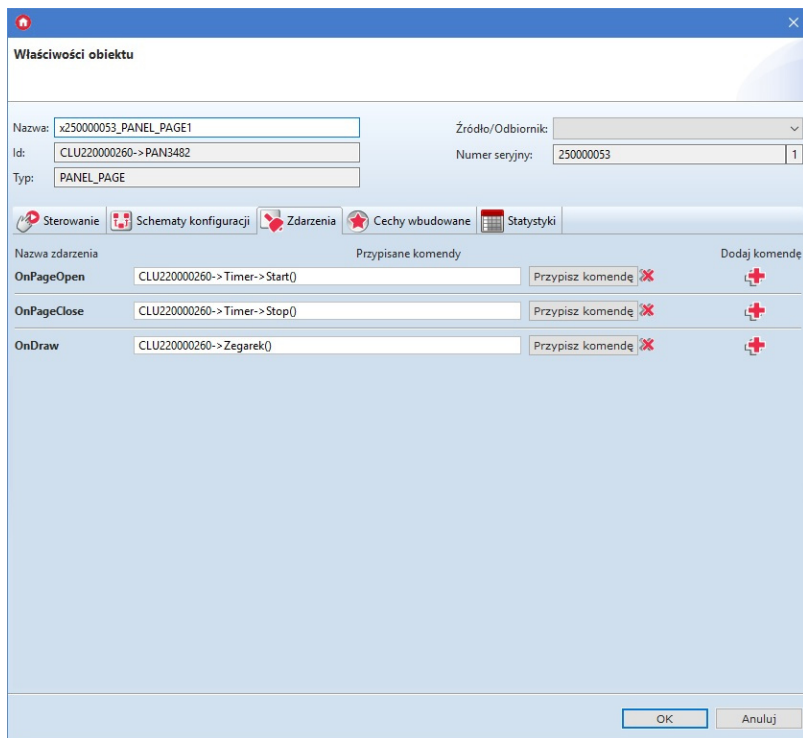 Właściwości obiektu
Nazwa: x250000053_PANEL_PAGE1 Źródło/Odbiornik:
Id: CLU220000260->PAN3482 Numer seryjny: 250000053 1
Typ: PANEL_PAGE
Sterowanie Schematy konfiguracji Zdarzenia Cechy wbudowane Statystyki
Nazwa zdarzenia Przypisane komendy Dodaj komendę
OnPageOpen CLU220000260->Timer->Start() Przypisz komendę
OnPageClose CLU220000260->Timer->Stop() Przypisz komendę
OnDraw CLU220000260->Zegarek() Przypisz komendę
OK Anuluj